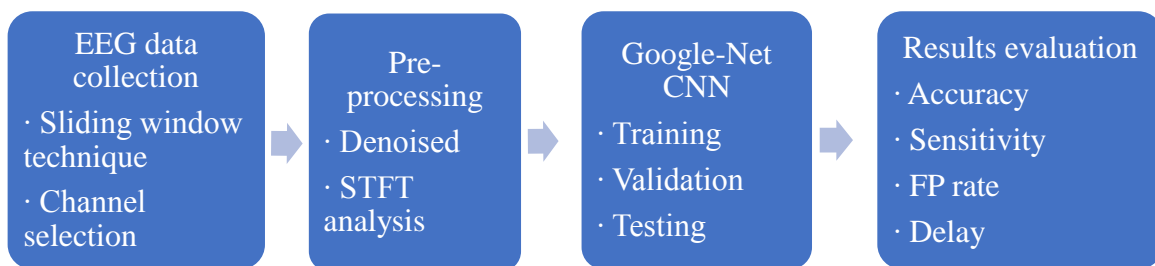 EEG data
collection
· Sliding window
technique
· Channel
selection
Pre-
processing
· Denoised
· STFT
analysis
Google-Net
CNN
· Training
· Validation
· Testing
Results evaluation
· Accuracy
· Sensitivity
· FP rate
· Delay